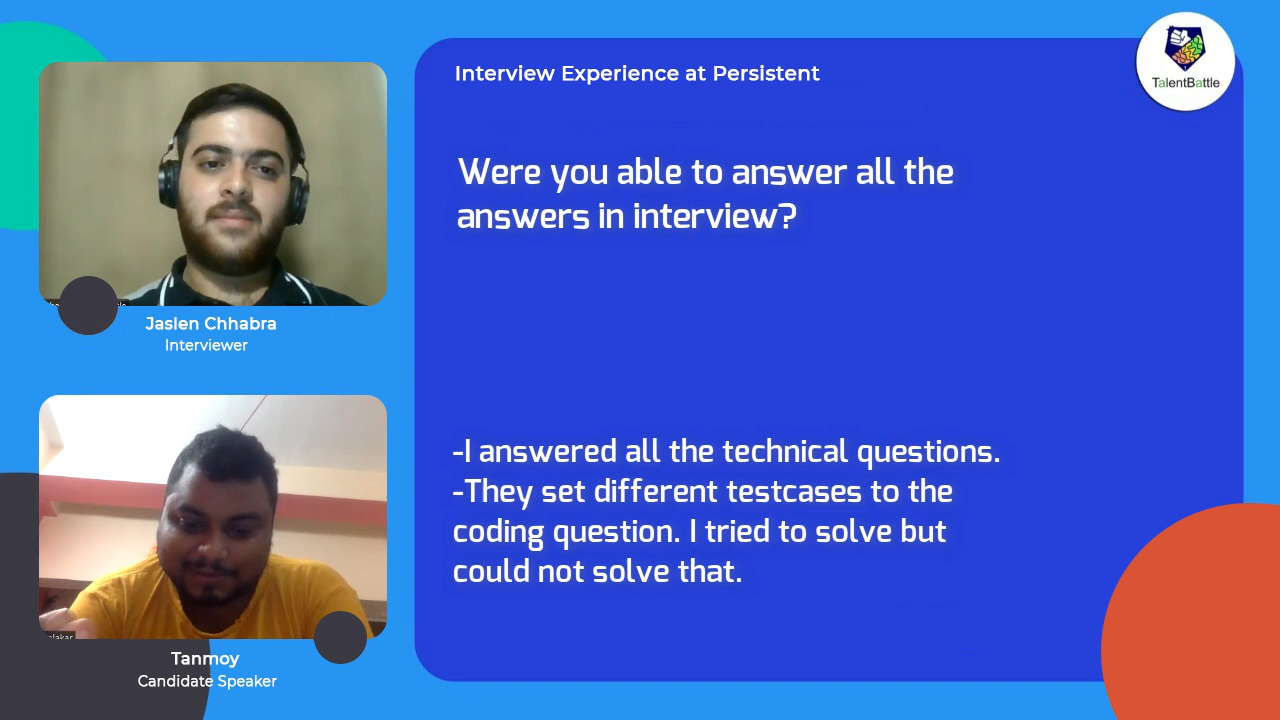 Interview Experience at Persistent
TalentBattle
Were you able to answer all the
answers in interview?
Jaslen Chhabra
Interviewer
-I answered all the technical questions.
-They set different testcases to the
coding question. I tried to solve but
could not solve that.
Tanmoy
Candidate Speaker